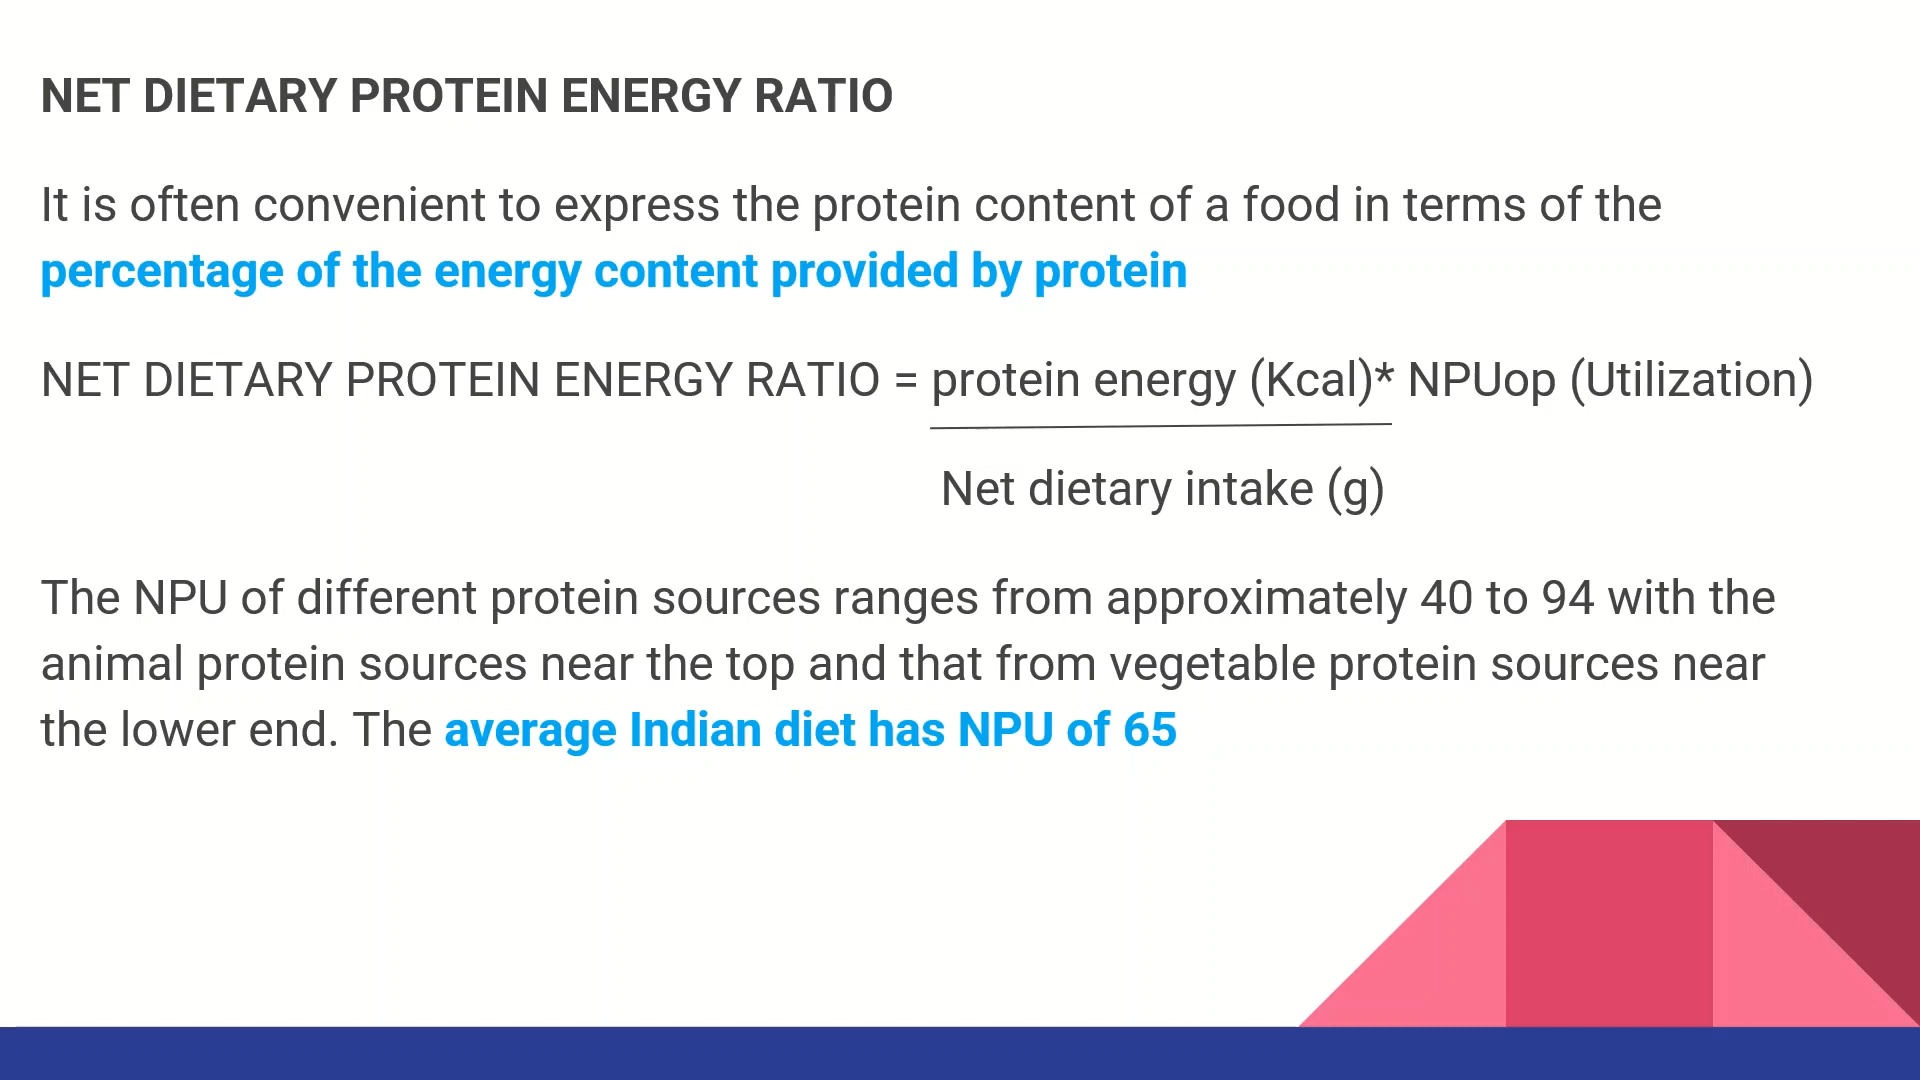 NET DIETARY PROTEIN ENERGY RATIO
It is often convenient to express the protein content of a food in terms of the
percentage of the energy content provided by protein
NET DIETARY PROTEIN ENERGY RATIO = protein energy (Kcal)* NPUop (Utilization)
Net dietary intake (g)
The NPU of different protein sources ranges from approximately 40 to 94 with the
animal protein sources near the top and that from vegetable protein sources near
the lower end. The average Indian diet has NPU of 65